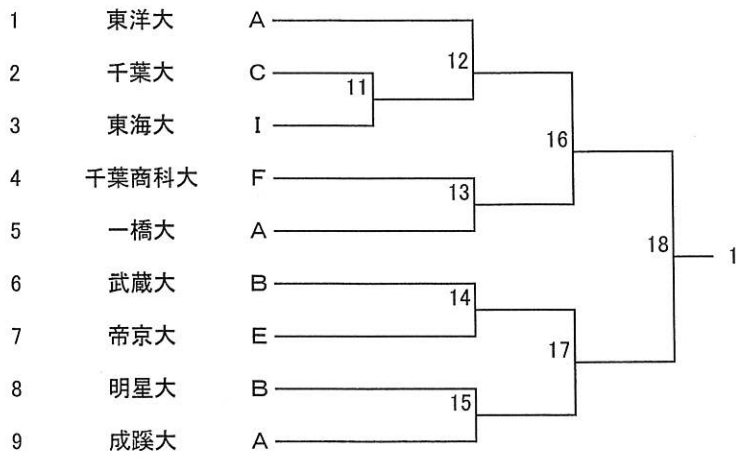 1 東洋大 A
12
2 千葉大 C
11
3 東海大 I
16
4 千葉商科大 F
13
5 一橋大 A
18 1
6 武蔵大 B
14
7 帝京大 E
17
8 明星大 B
15
9 成蹊大 A